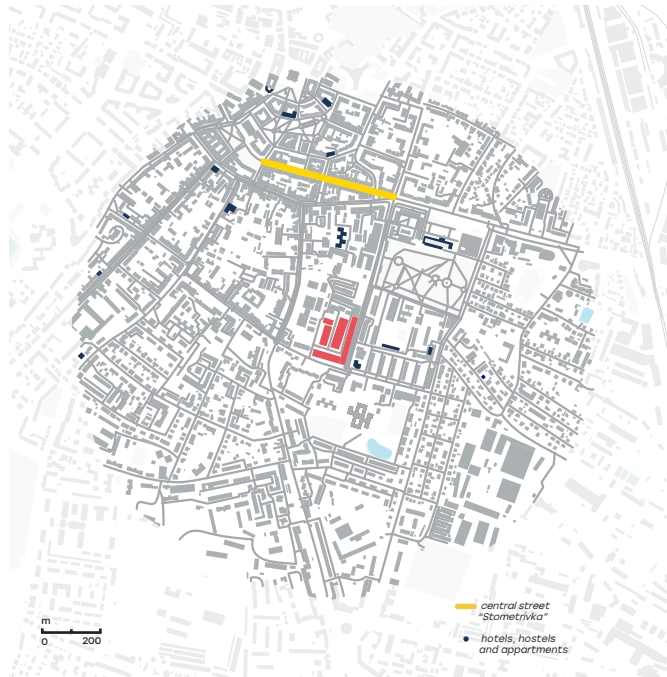 central street
"Stometrivka"
m
0 200
hotels, hostels
and appartments